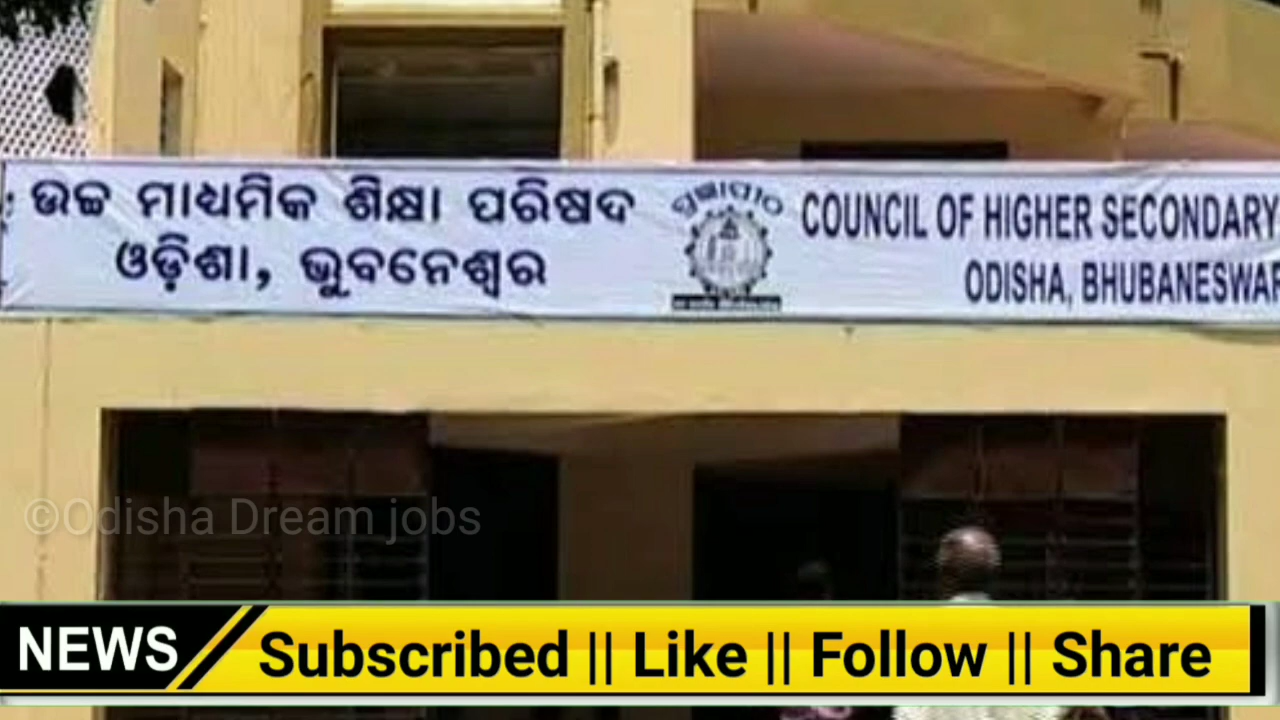 ଉଚ୍ଚ ମାଧ୍ୟମିକ ଶିକ୍ଷା ପରିଷଦ
ଓଡ଼ିଶା, ଭୁବନେଶ୍ୱର
ପ୍ରଜ୍ଞାପୀଠ
COUNCIL OF HIGHER SECONDARY
ODISHA, BHUBANESWAR
©Odisha Dream jobs
NEWS
Subscribed || Like || Follow || Share